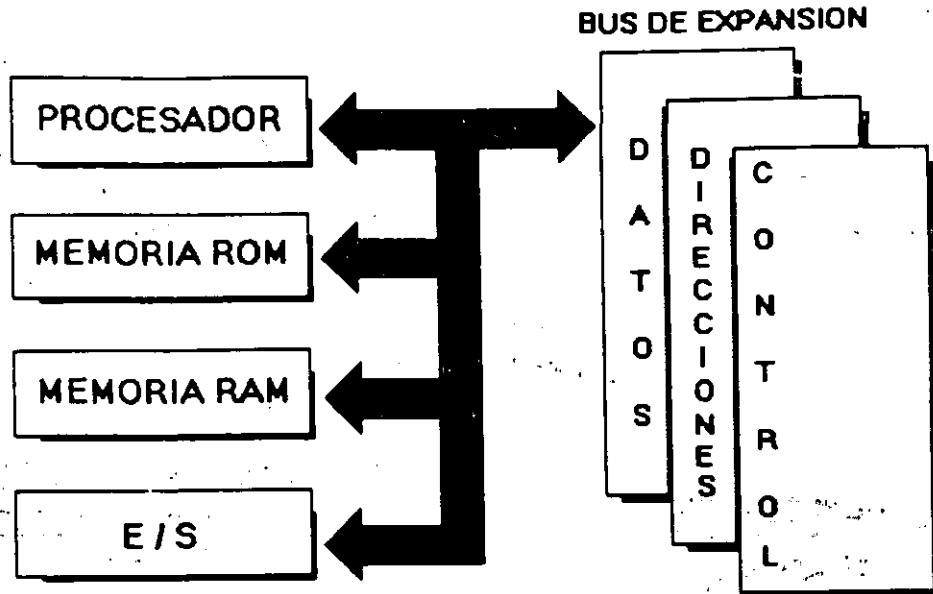 BUS DE EXPANSION
PROCESADOR
MEMORIA ROM
MEMORIA RAM
E / S
DATOS
DIRECCIONES
CONTROL